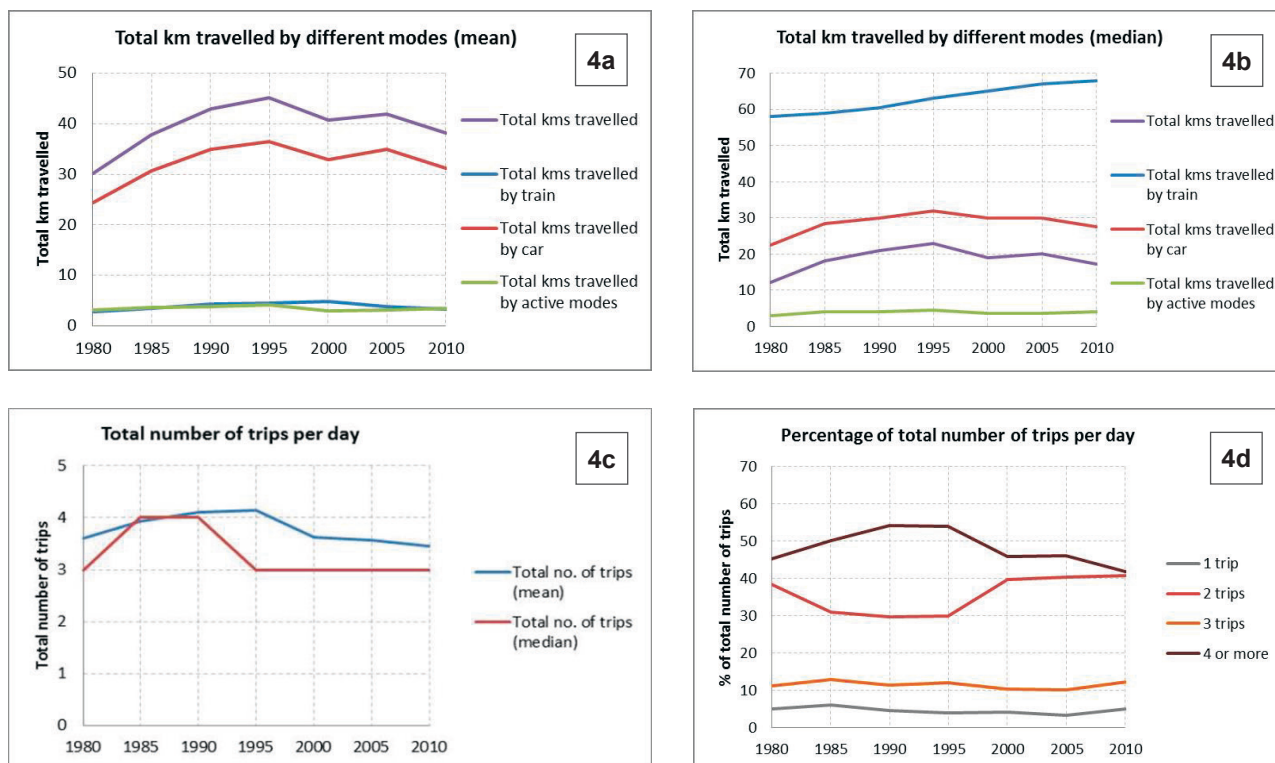 Total km travelled by different modes (mean)
4a
Total km travelled
50
40
30
20
10
0
1980 1985 1990 1995 2000 2005 2010
Total kms travelled
Total kms travelled
by train
Total kms travelled
by car
Total kms travelled
by active modes
Total km travelled by different modes (median)
4b
Total km travelled
70
60
50
40
30
20
10
0
1980 1985 1990 1995 2000 2005 2010
Total kms travelled
Total kms travelled
by train
Total kms travelled
by car
Total kms travelled
by active modes
Total number of trips per day
4c
Total number of trips
5
4
3
2
1
0
1980 1985 1990 1995 2000 2005 2010
Total no. of trips
(mean)
Total no. of trips
(median)
Percentage of total number of trips per day
4d
% of total number of trips
70
60
50
40
30
20
10
0
1980 1985 1990 1995 2000 2005 2010
1 trip
2 trips
3 trips
4 or more